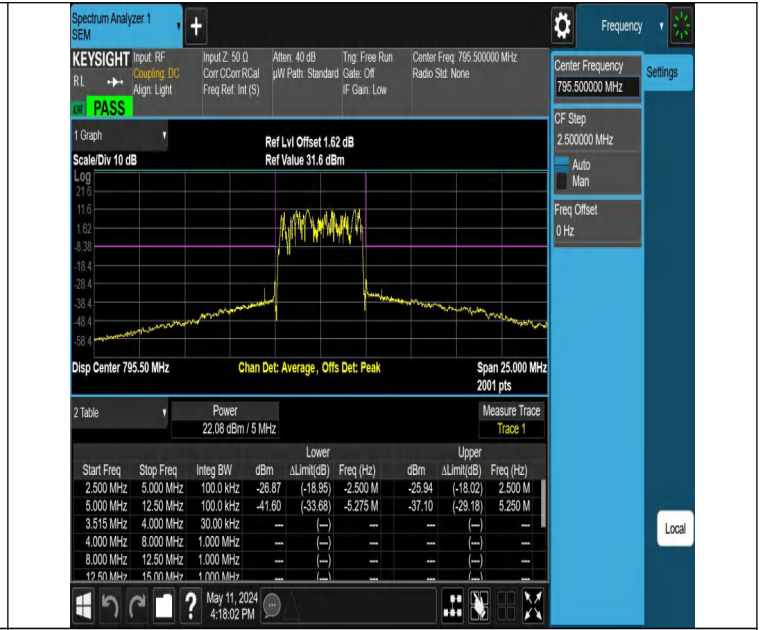 Spectrum Analyzer 1
SEM
+
Frequency
KEYSIGHT
RL
PASS
Input: RF
Coupling: DC
Align: Light
Input Z: 50 Ω
Corr CCorr RCal
Freq Ref: Int (S)
Atten: 40 dB
µW Path: Standard
Trig: Free Run
Gate: Off
IF Gain: Low
Center Freq: 795.500000 MHz
Radio Std: None
Center Frequency
795.500000 MHz
Settings
CF Step
2.500000 MHz
Auto
Man
Freq Offset
0 Hz
1 Graph
Ref Lvl Offset 1.62 dB
Scale/Div 10 dB
Ref Value 31.6 dBm
Log
21.6
11.6
1.62
-8.38
-18.4
-28.4
-38.4
-48.4
-58.4
Disp Center 795.50 MHz
Chan Det: Average, Offs Det: Peak
Span 25.000 MHz
2001 pts
2 Table
Power
22.08 dBm / 5 MHz
Measure Trace
Trace 1
Lower Upper
Start Freq Stop Freq Integ BW dBm ΔLimit(dB) Freq (Hz) dBm ΔLimit(dB) Freq (Hz)
2.500 MHz 5.000 MHz 100.0 kHz -26.87 (-18.95) -2.500 M -25.94 (-18.02) 2.500 M
5.000 MHz 12.50 MHz 100.0 kHz -41.60 (-33.68) -5.275 M -37.10 (-29.18) 5.250 M
3.515 MHz 4.000 MHz 30.00 kHz --- (---) --- --- (---) ---
4.000 MHz 8.000 MHz 1.000 MHz --- (---) --- --- (---) ---
8.000 MHz 12.50 MHz 1.000 MHz --- (---) --- --- (---) ---
12.50 MHz 15.00 MHz 1.000 MHz --- (---) --- --- (---) ---
Local
?
May 11, 2024
4:18:02 PM